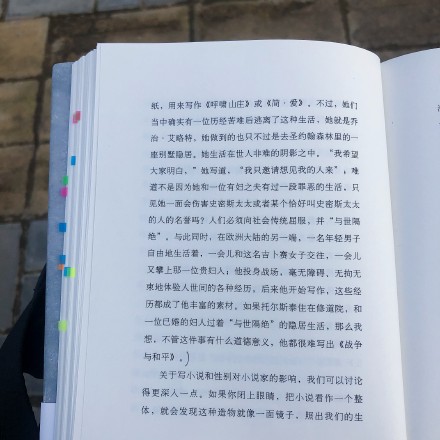 纸，用来写作《呼啸山庄》或《简·爱》。不过，她们
当中确实有一位历经苦难后逃离了这种生活，她就是乔
治·艾略特，她做到的也只不过是去圣约翰森林里的一
座别墅隐居。她生活在世人非难的阴影之中。“我希望
大家明白，”她写道，“我只邀请想见我的人来”；难
道不是因为她和一位有妇之夫有过一段罪恶的生活，只
见她一面会伤害史密斯太太或者某个恰好叫史密斯太太
的人的名誉吗？人们必须向社会传统屈服，并“与世隔
绝”。与此同时，在欧洲大陆的另一端，一名年轻男子
自由地生活着，一会儿和这名吉卜赛女子交往，一会儿
又攀上那一位贵妇人；他投身战场，毫无障碍、无拘无
束地体验人世间的各种经历，后来他开始写作，这些经
历都成了他丰富的素材。如果托尔斯泰住在修道院，和
一位已婚的妇人过着“与世隔绝”的隐居生活，那么我
想，不管这件事有什么道德意义，他都很难写出《战争
与和平》。
关于写小说和性别对小说家的影响，我们可以讨论
得更深入一点。如果你闭上眼睛，把小说看作一个整
体，就会发现这种造物就像一面镜子，照出我们的生